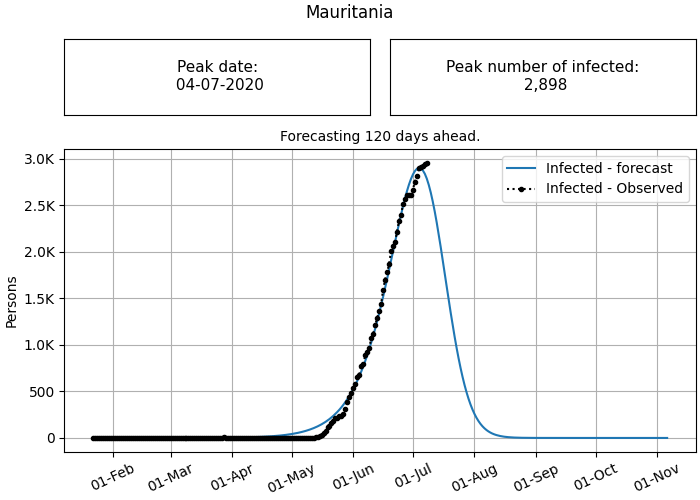 Mauritania
Peak date:
04-07-2020
Peak number of infected:
2,898
Forecasting 120 days ahead.
Infected - forecast
Infected - Observed
3.0K
2.5K
2.0K
1.5K
1.0K
500
0
Persons
01-Feb
01-Mar
01-Apr
01-May
01-Jun
01-Jul
01-Aug
01-Sep
01-Oct
01-Nov